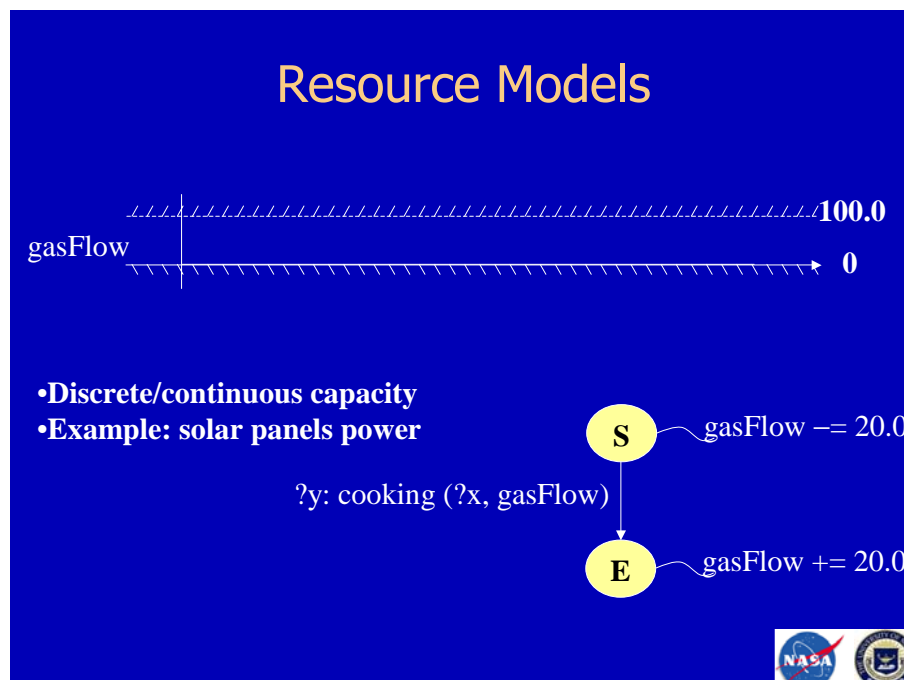 Resource Models
100.0
gasFlow
0
•Discrete/continuous capacity
•Example: solar panels power
S
gasFlow –= 20.0
?y: cooking (?x, gasFlow)
E
gasFlow += 20.0
NASA